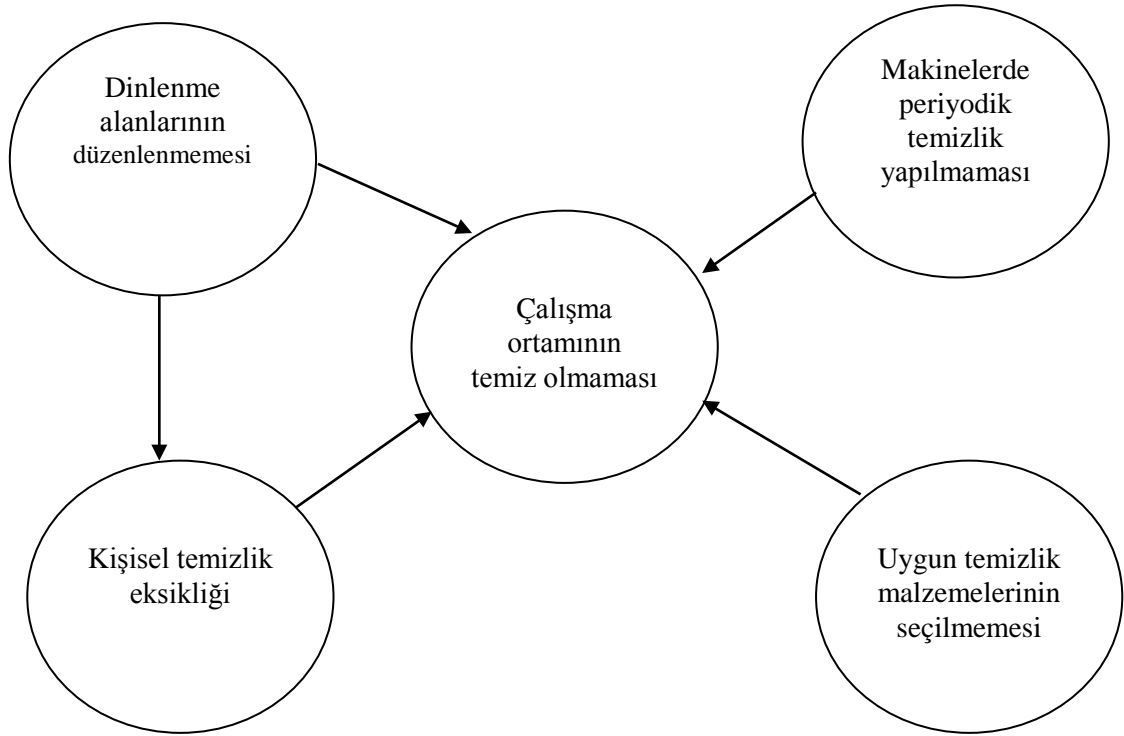 Dinlenme
alanlarının
düzenlenmemesi
Makinelerde
periyodik
temizlik
yapılmaması
Çalışma
ortamının
temiz olmaması
Kişisel temizlik
eksikliği
Uygun temizlik
malzemelerinin
seçilmemesi